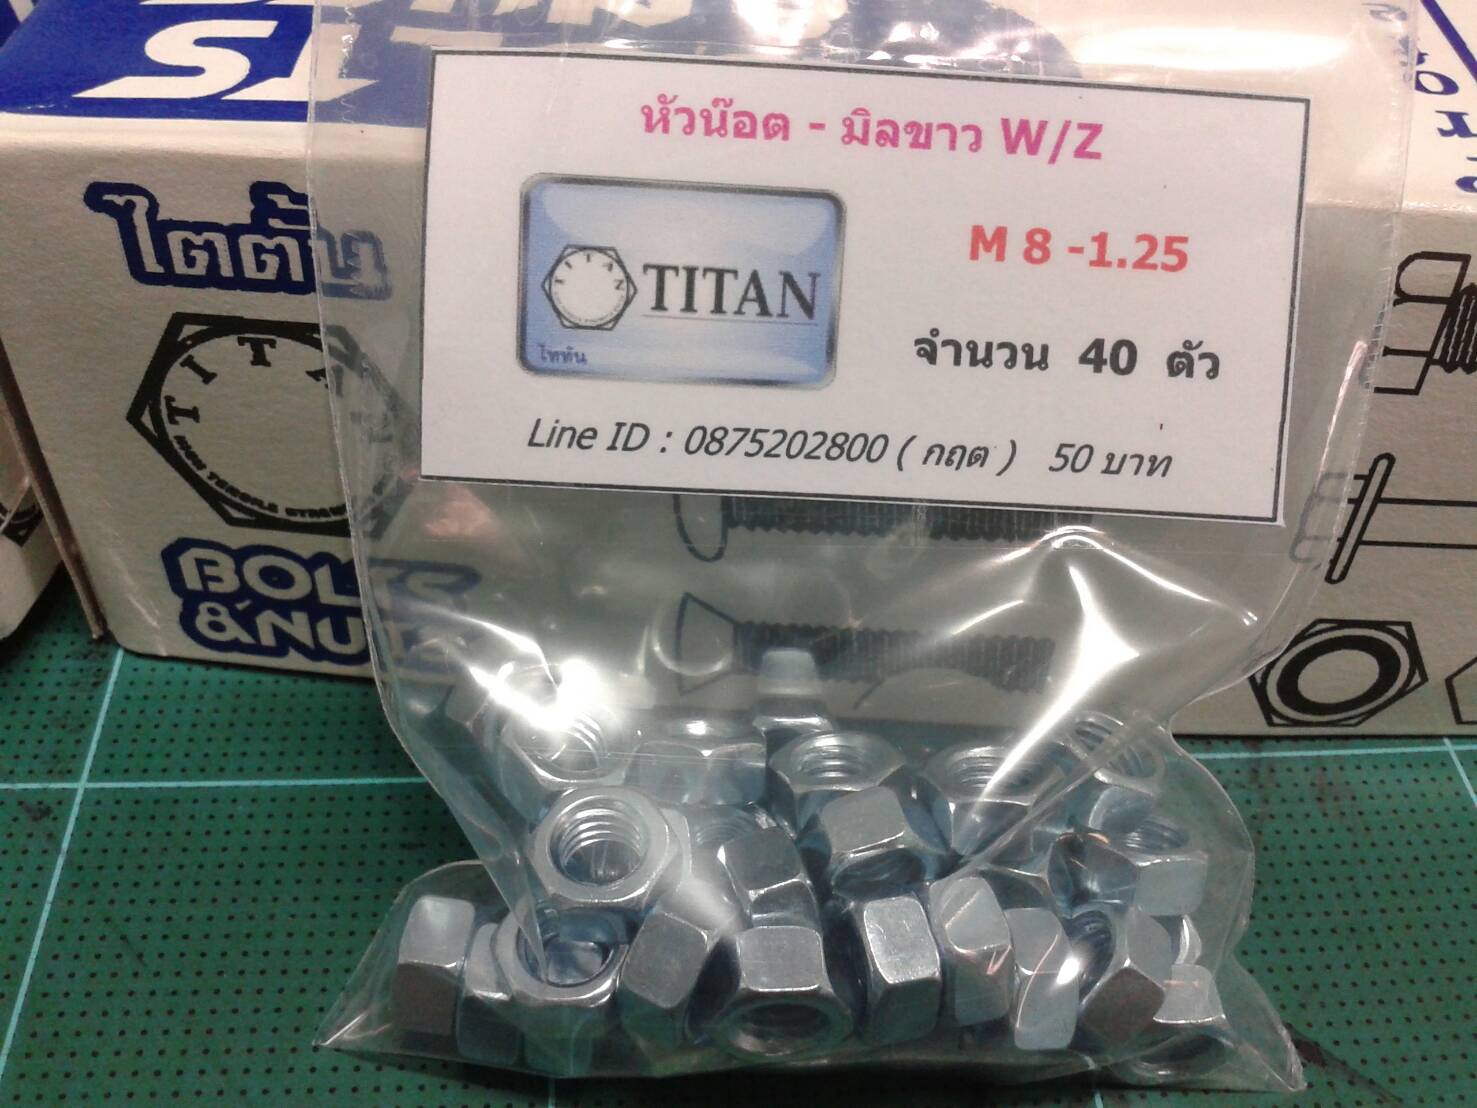 หัวน๊อต - มิลขาว W/Z
TITAN
TITAN
ไททัน
M 8 -1.25
จำนวน 40 ตัว
Line ID : 0875202800 ( กฤต ) 50 บาท
ไตตั้น
TITAN
BOLTS
&NUTS